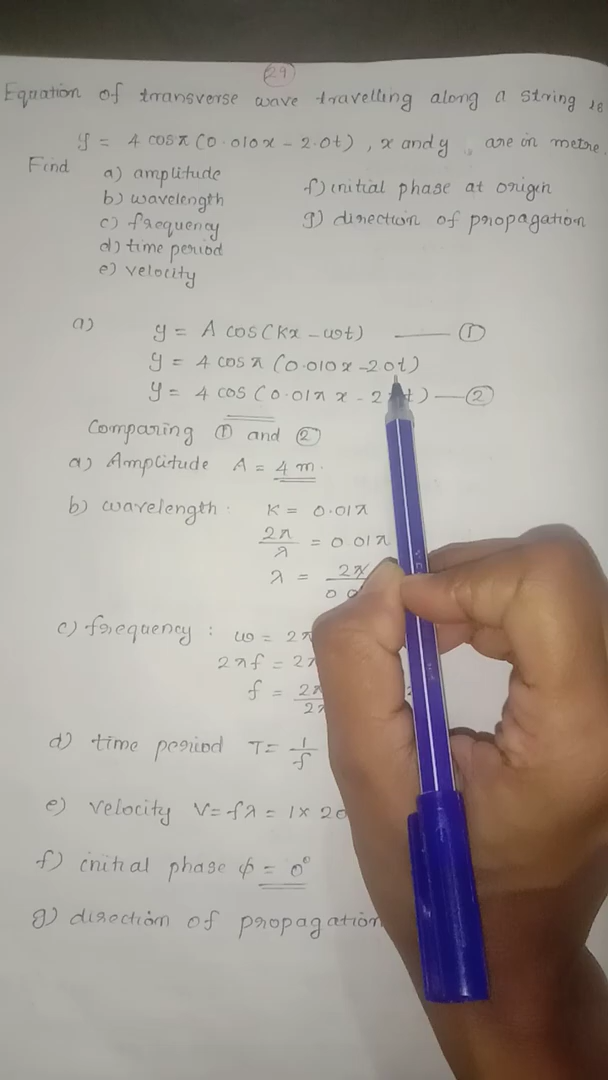 29
Equation of transverse wave travelling along a string is
y = 4 cosπ (0.010x - 2.0t), x and y, are in metre.
Find
a) amplitude
b) wavelength
c) frequency
d) time period
e) velocity
f) initial phase at origin
g) direction of propagation
a) y = A cos(Kx - ωt) —— ①
y = 4 cos π (0.010x - 2 0t)
y = 4 cos (0.01π x - 2 t) — ②
Comparing ① and ②
a) Amplitude A = 4 m.
b) wavelength: K = 0.01π
2π/λ = 0 01π
λ = 2π/0 0
c) frequency : ω = 2π
2πf = 2π
f = 2π/2π
d) time period T = 1/f
e) velocity V = fλ = 1 × 20
f) initial phase ϕ = 0°
g) direction of propagation